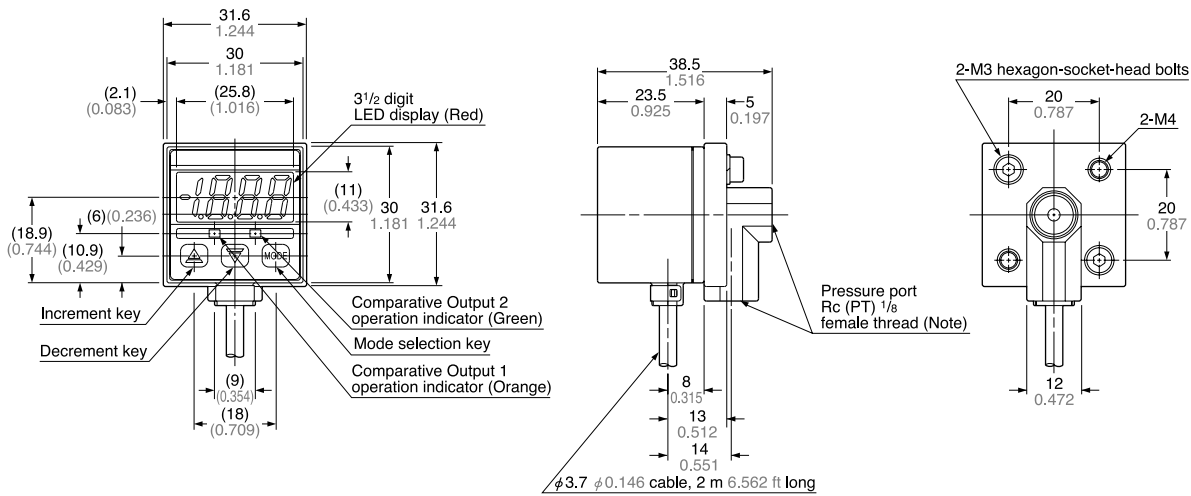 31.6
1.244
30
1.181
(2.1)
(0.083)
(25.8)
(1.016)
3 1/2 digit
LED display (Red)
-1.8.8.8
(11)
(0.433)
30
1.181
31.6
1.244
(6)(0.236)
(18.9)
(0.744)
(10.9)
(0.429)
MODE
Increment key
Decrement key
Comparative Output 2
operation indicator (Green)
Mode selection key
Comparative Output 1
operation indicator (Orange)
(9)
(0.354)
(18)
(0.709)
38.5
1.516
23.5
0.925
5
0.197
Pressure port
Rc (PT) 1/8
female thread (Note)
8
0.315
13
0.512
14
0.551
φ3.7 φ0.146 cable, 2 m 6.562 ft long
2-M3 hexagon-socket-head bolts
20
0.787
2-M4
20
0.787
12
0.472